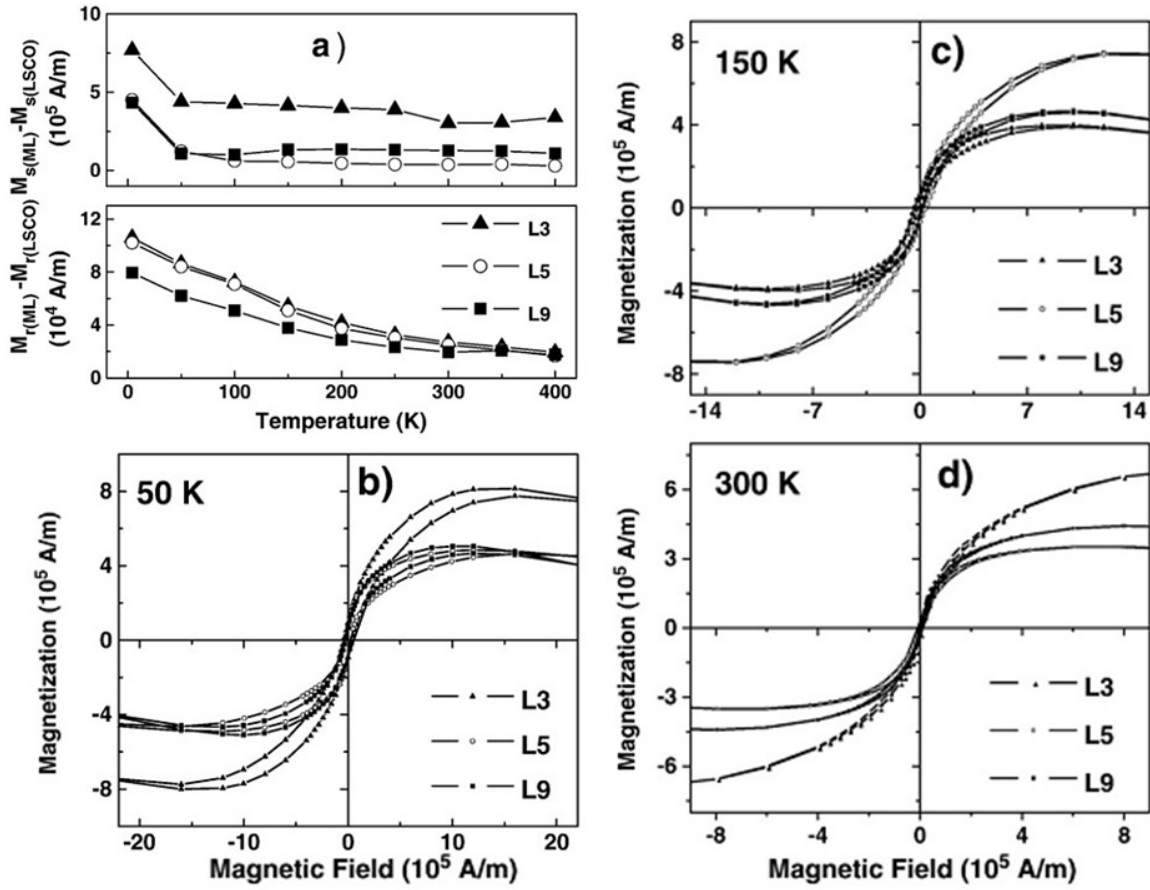 a)
M_s(ML)-M_s(LSCO)
(10^5 A/m)
10
5
0
M_r(ML)-M_r(LSCO)
(10^4 A/m)
12
8
4
0
L3
L5
L9
0 100 200 300 400
Temperature (K)
50 K
b)
Magnetization (10^5 A/m)
8
4
0
-4
-8
L3
L5
L9
-20 -10 0 10 20
Magnetic Field (10^5 A/m)
150 K
c)
Magnetization (10^5 A/m)
8
4
0
-4
-8
L3
L5
L9
-14 -7 0 7 14
300 K
d)
Magnetization (10^5 A/m)
6
3
0
-3
-6
L3
L5
L9
-8 -4 0 4 8
Magnetic Field (10^5 A/m)